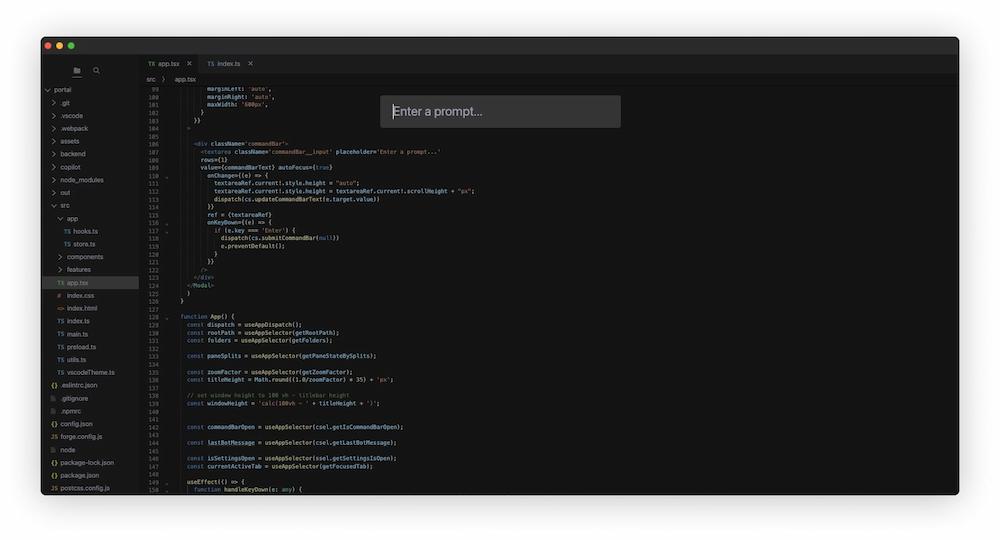 TS app.tsx × TS index.ts ×
src > app.tsx
portal
.git
.vscode
.webpack
assets
backend
copilot
node_modules
out
src
app
TS hooks.ts
TS store.ts
components
features
TS app.tsx
# index.css
<> index.html
TS index.ts
TS main.ts
TS preload.ts
TS utils.ts
TS vscodeTheme.ts
{} .eslintrc.json
.gitignore
.npmrc
{} config.json
JS forge.config.js
node
{} package-lock.json
{} package.json
JS postcss.config.js
Enter a prompt...
99 marginLeft: 'auto',
100 marginRight: 'auto',
101 maxWidth: '600px',
102 }
103 }}
104 >
105
106 <div className='commandBar'>
107 <textarea className='commandBar__input' placeholder='Enter a prompt...'
108 rows={1}
109 value={commandBarText} autoFocus={true}
110 onChange={(e) => {
111 textareaRef.current!.style.height = "auto";
112 textareaRef.current!.style.height = textareaRef.current!.scrollHeight + "px";
113 dispatch(cs.updateCommandBarText(e.target.value))
114 }}
115 ref = {textareaRef}
116 onKeyDown={(e) => {
117 if (e.key === 'Enter') {
118 dispatch(cs.submitCommandBar(null))
119 e.preventDefault();
120 }
121 }}
122 />
123 </div>
124 </Modal>
125 )
126 }
127
128 function App() {
129 const dispatch = useAppDispatch();
130 const rootPath = useAppSelector(getRootPath);
131 const folders = useAppSelector(getFolders);
132
133 const paneSplits = useAppSelector(getPaneStateBySplits);
134
135 const zoomFactor = useAppSelector(getZoomFactor);
136 const titleHeight = Math.round((1.0/zoomFactor) * 35) + 'px';
137
138 // set window height to 100 vh - titlebar height
139 const windowHeight = 'calc(100vh - ' + titleHeight + ')';
140
141
142 const commandBarOpen = useAppSelector(csel.getIsCommandBarOpen);
143
144 const lastBotMessage = useAppSelector(csel.getLastBotMessage);
145
146 const isSettingsOpen = useAppSelector(ssel.getSettingsIsOpen);
147 const currentActiveTab = useAppSelector(getFocusedTab);
148
149 useEffect(() => {
150 function handleKeyDown(e: any) {